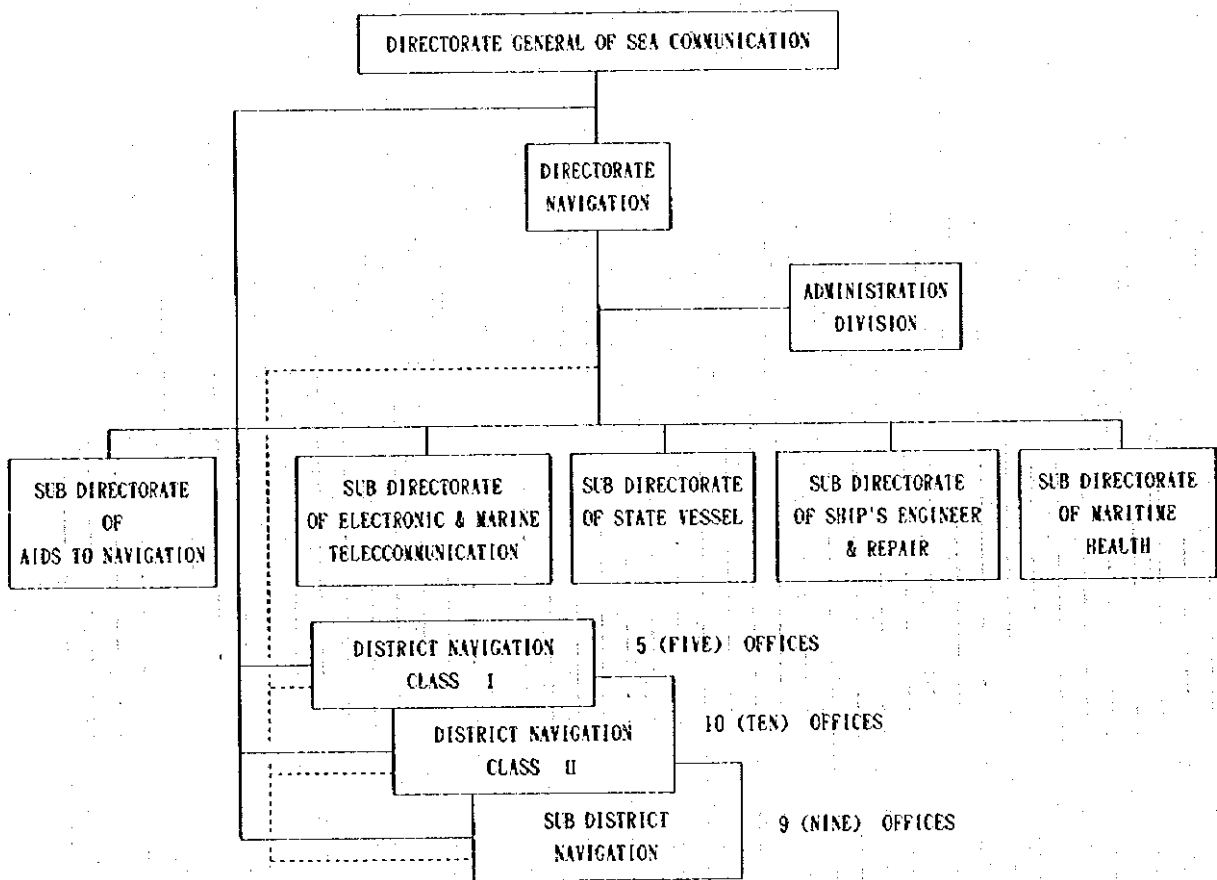 DIRECTORATE GENERAL OF SEA COMMUNICATION
DIRECTORATE
NAVIGATION
ADMINISTRATION
DIVISION
SUB DIRECTORATE
OF
AIDS TO NAVIGATION
SUB DIRECTORATE
OF ELECTRONIC & MARINE
TELECCOMMUNICATION
SUB DIRECTORATE
OF STATE VESSEL
SUB DIRECTORATE
OF SHIP'S ENGINEER
& REPAIR
SUB DIRECTORATE
OF MARITIME
HEALTH
DISTRICT NAVIGATION
CLASS I
5 (FIVE) OFFICES
DISTRICT NAVIGATION
CLASS II
10 (TEN) OFFICES
SUB DISTRICT
NAVIGATION
9 (NINE) OFFICES